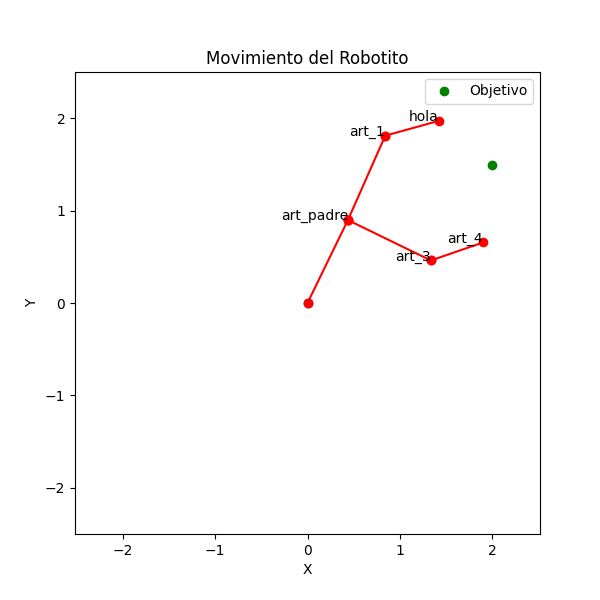 Movimiento del Robotito
Objetivo
hola
art_1
art_padre
art_4
art_3
2
1
0
−1
−2
Y
−2
−1
0
1
2
X